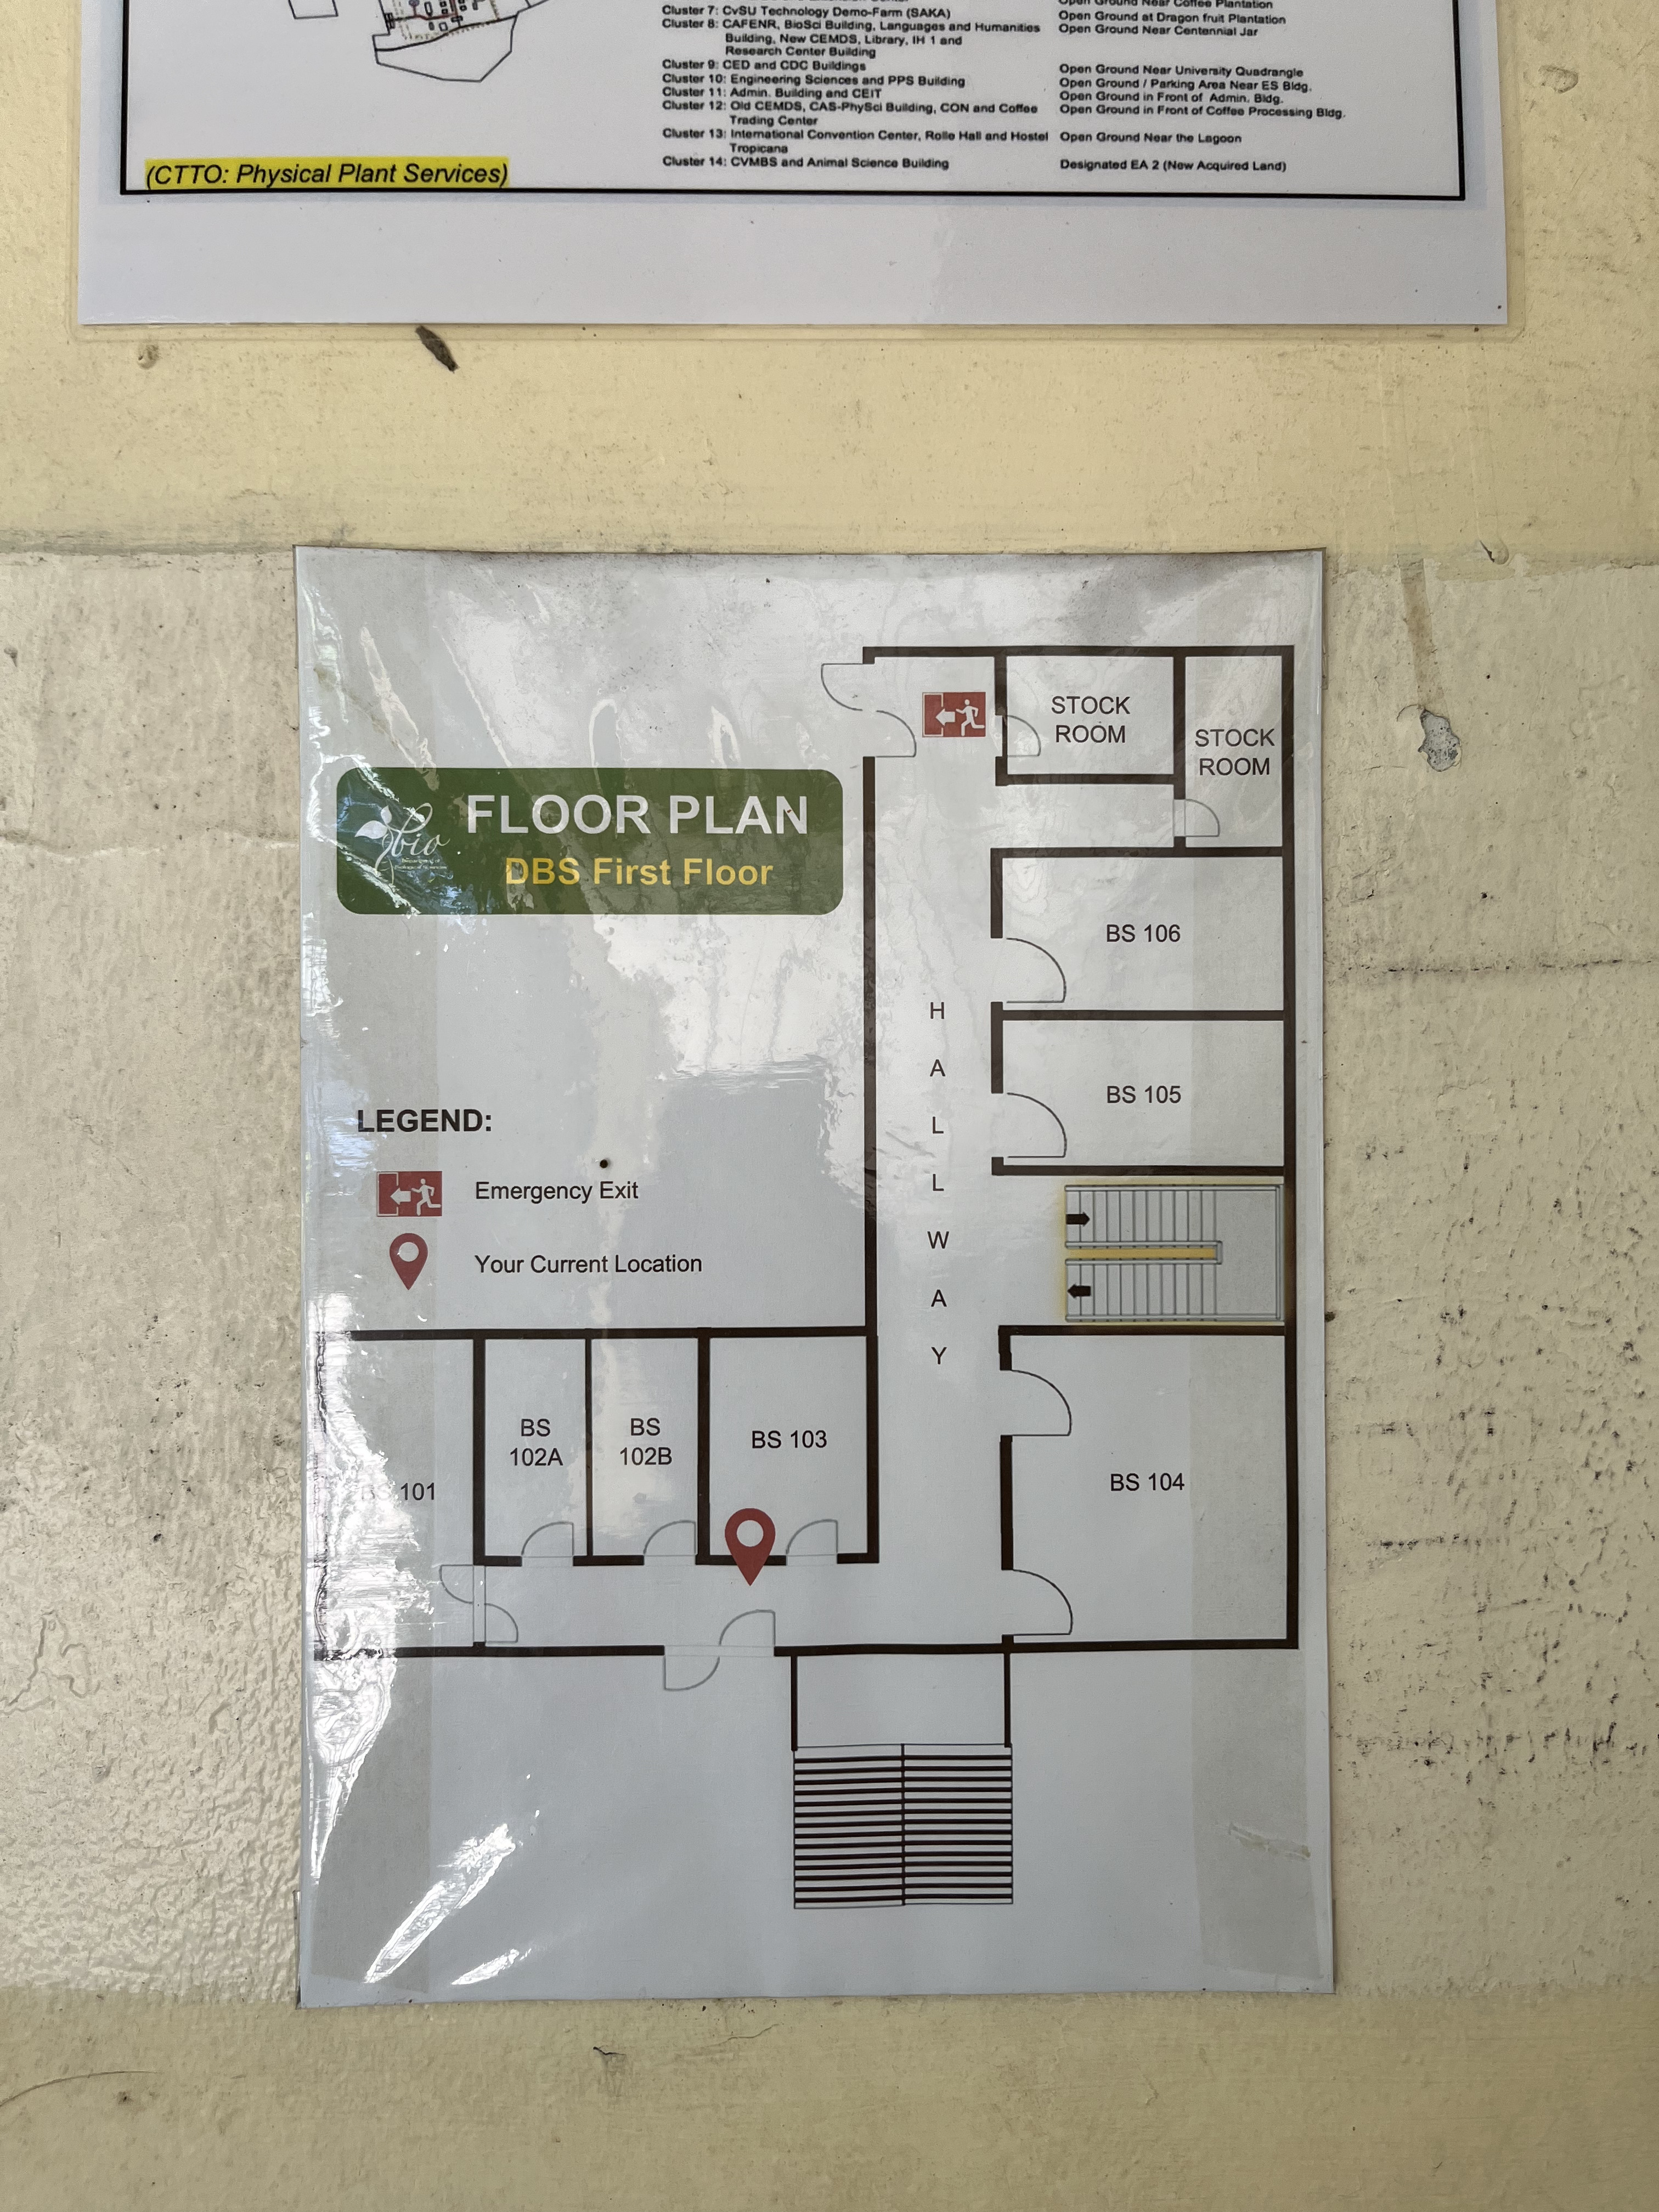 Open Ground Near Coffee Plantation
Cluster 7: CvSU Technology Demo-Farm (SAKA) Open Ground at Dragon fruit Plantation
Cluster 8: CAFENR, BioSci Building, Languages and Humanities Open Ground Near Centennial Jar
Building, New CEMDS, Library, IH 1 and
Research Center Building
Cluster 9: CED and CDC Buildings Open Ground Near University Quadrangle
Cluster 10: Engineering Sciences and PPS Building Open Ground / Parking Area Near ES Bldg.
Cluster 11: Admin. Building and CEIT Open Ground in Front of Admin. Bldg.
Cluster 12: Old CEMDS, CAS-PhySci Building, CON and Coffee Open Ground in Front of Coffee Processing Bldg.
Trading Center
Cluster 13: International Convention Center, Rolle Hall and Hostel Open Ground Near the Lagoon
Tropicana
Cluster 14: CVMBS and Animal Science Building Designated EA 2 (New Acquired Land)
(CTTO: Physical Plant Services)
STOCK
ROOM
STOCK
ROOM
bio
FLOOR PLAN
DBS First Floor
BS 106
HALLWAY
BS 105
LEGEND:
Emergency Exit
Your Current Location
BS 101
BS
102A
BS
102B
BS 103
BS 104